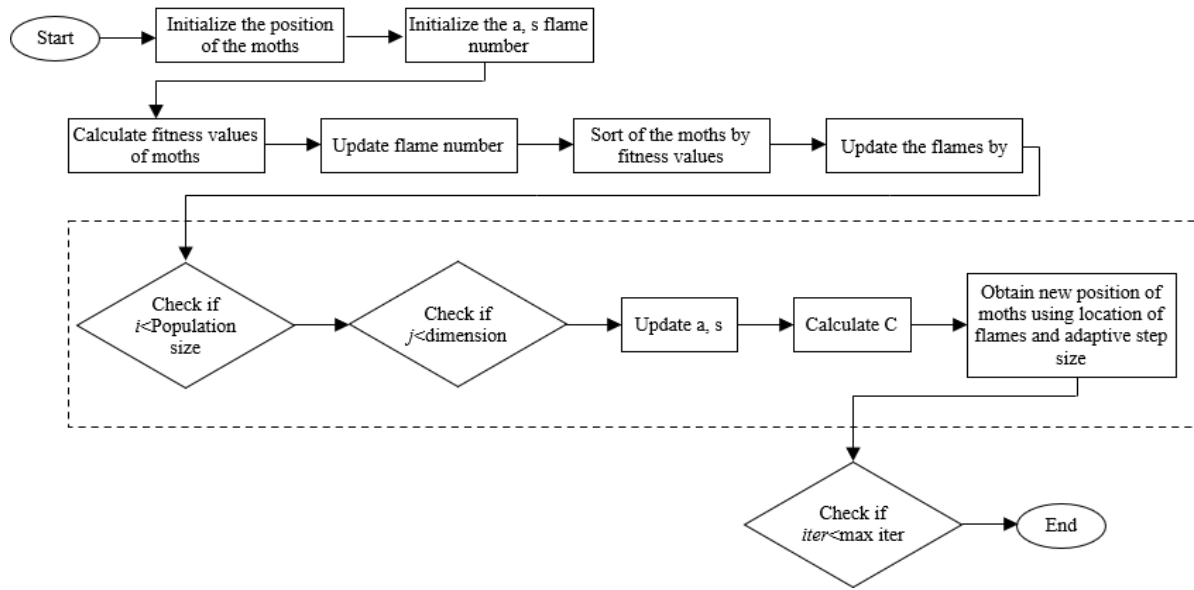 Start
Initialize the position
of the moths
Initialize the a, s flame
number
Calculate fitness values
of moths
Update flame number
Sort of the moths by
fitness values
Update the flames by
Check if
i<Population
size
Check if
j<dimension
Update a, s
Calculate C
Obtain new position of
moths using location of
flames and adaptive step
size
Check if
iter<max iter
End